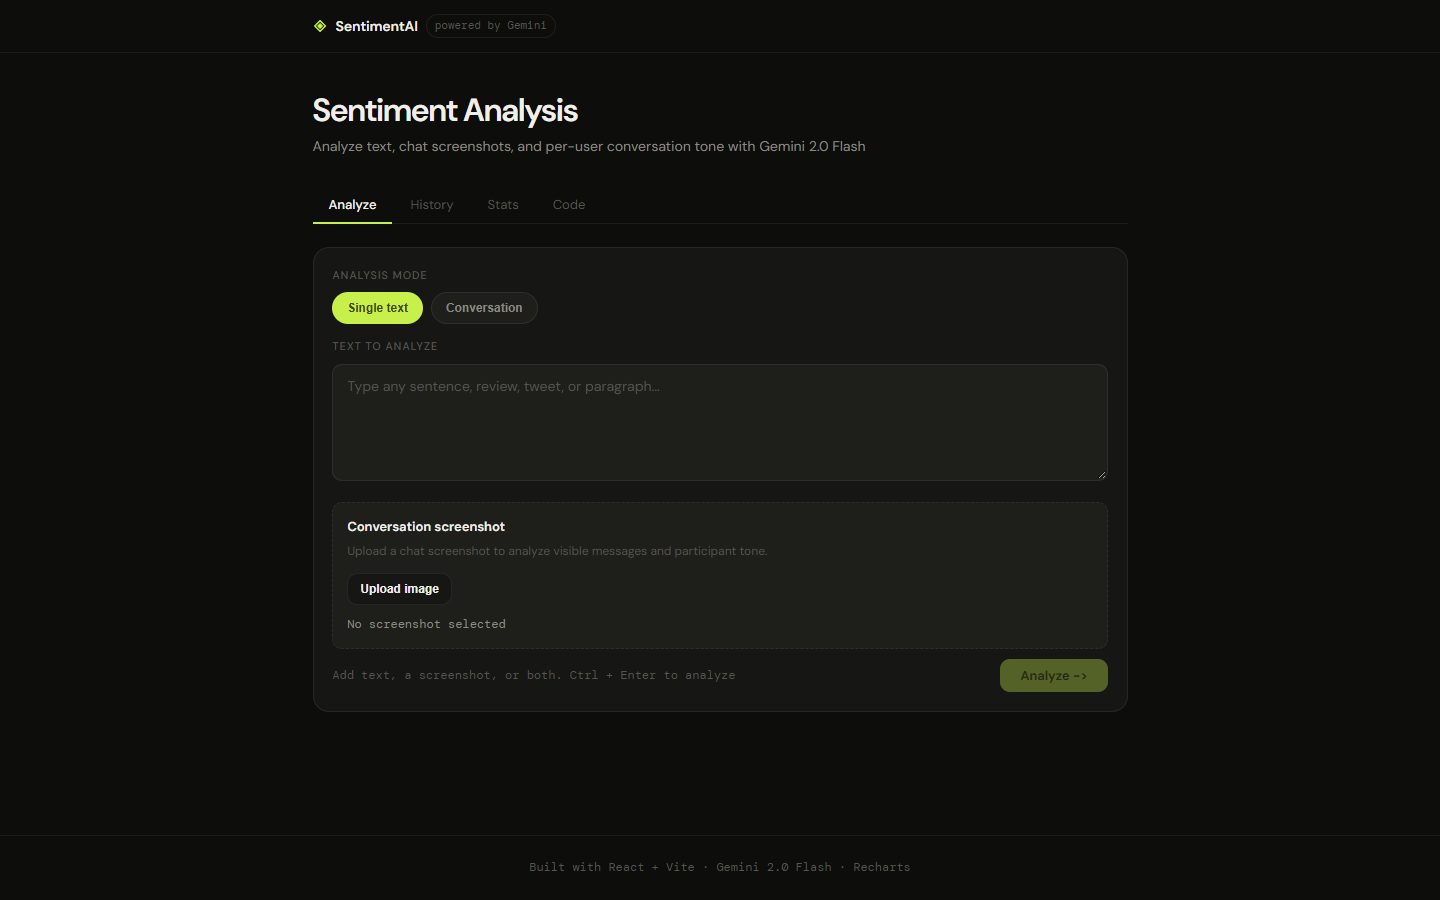 SentimentAI powered by Gemini
Sentiment Analysis
Analyze text, chat screenshots, and per-user conversation tone with Gemini 2.0 Flash
Analyze History Stats Code
ANALYSIS MODE
Single text Conversation
TEXT TO ANALYZE
Type any sentence, review, tweet, or paragraph...
Conversation screenshot
Upload a chat screenshot to analyze visible messages and participant tone.
Upload image
No screenshot selected
Add text, a screenshot, or both. Ctrl + Enter to analyze Analyze ->
Built with React + Vite · Gemini 2.0 Flash · Recharts